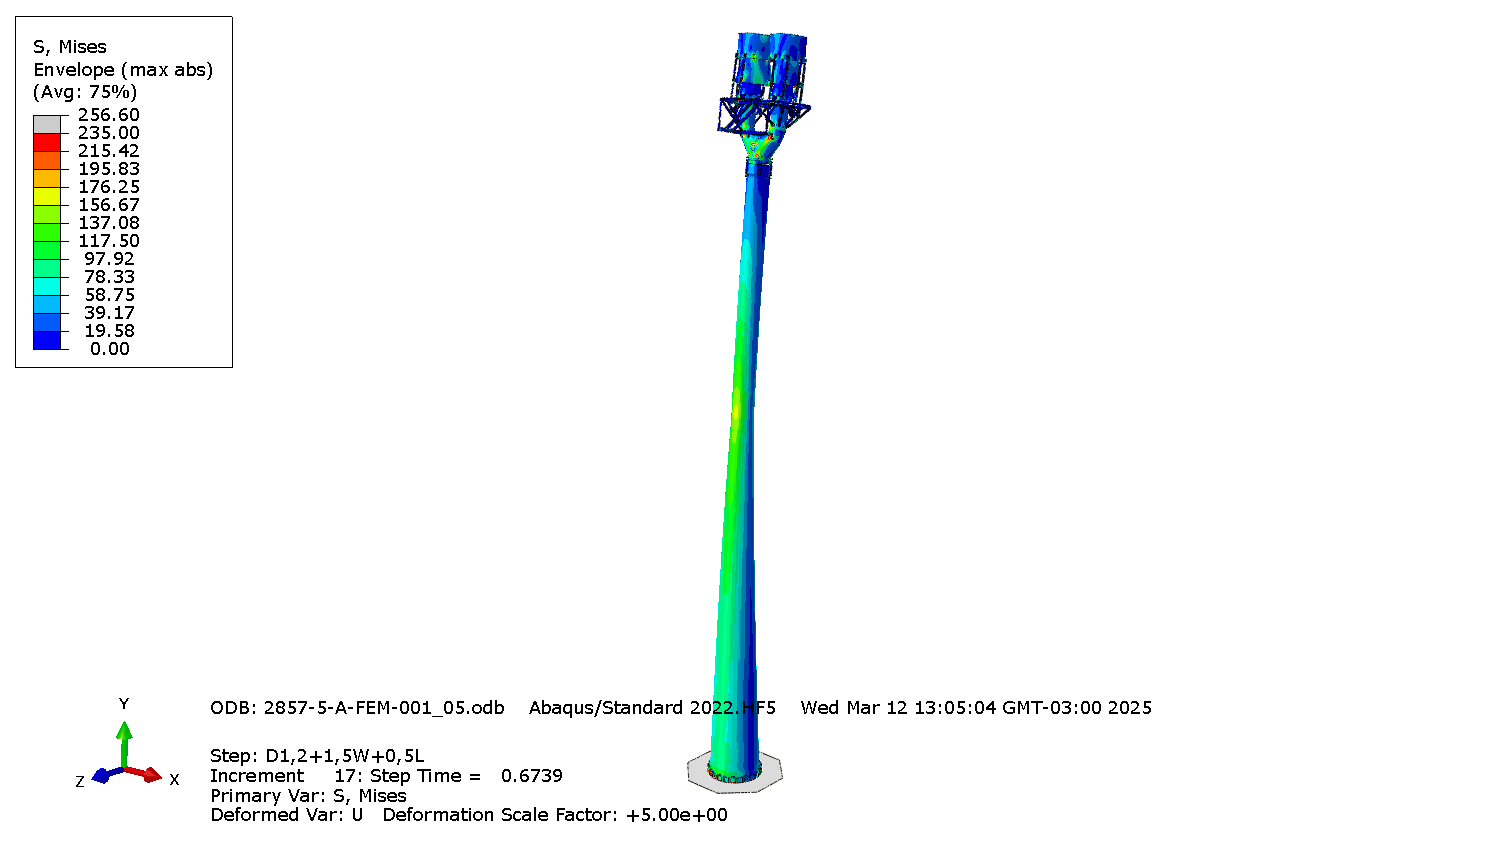 S, Mises
Envelope (max abs)
(Avg: 75%)
256.60
235.00
215.42
195.83
176.25
156.67
137.08
117.50
97.92
78.33
58.75
39.17
19.58
0.00
Y
Z
X
ODB: 2857-5-A-FEM-001_05.odb Abaqus/Standard 2022.HF5 Wed Mar 12 13:05:04 GMT-03:00 2025
Step: D1,2+1,5W+0,5L
Increment 17: Step Time = 0.6739
Primary Var: S, Mises
Deformed Var: U Deformation Scale Factor: +5.00e+00